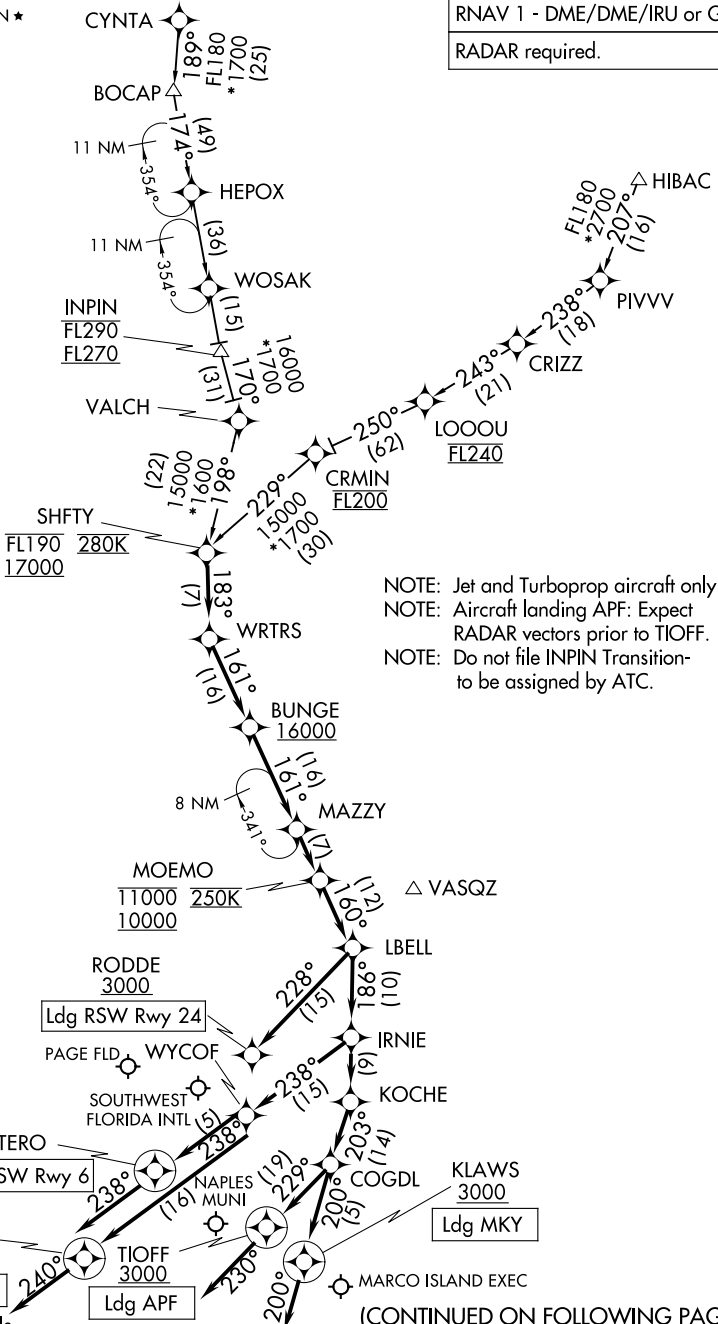 N★
CYNTA
RNAV 1 - DME/DME/IRU or G
RADAR required.
189°
FL180
*1700
(25)
BOCAP
(49)
174°
11 NM
354°
HEPOX
HIBAC
FL180
*2700
207°
(16)
(36)
11 NM
354°
WOSAK
PIVVV
238°
(18)
INPIN
FL290
FL270
(15)
CRIZZ
243°
(21)
16000
*1700
170°
(31)
VALCH
LOOOU
FL240
250°
(62)
CRMIN
FL200
(22)
15000
*1600
198°
229°
15000
*1700
(30)
SHFTY
FL190 280K
17000
183°
(7)
NOTE: Jet and Turboprop aircraft only
NOTE: Aircraft landing APF: Expect
RADAR vectors prior to TIOFF.
NOTE: Do not file INPIN Transition-
to be assigned by ATC.
WRTRS
161°
(16)
BUNGE
16000
(16)
161°
8 NM
341°
MAZZY
(7)
MOEMO
11000 250K
10000
(12)
160°
VASQZ
LBELL
RODDE
3000
Ldg RSW Rwy 24
228°
(15)
186°
(10)
IRNIE
PAGE FLD
WYCOF
238°
(15)
(9)
SOUTHWEST
FLORIDA INTL
KOCHE
(5)
238°
203°
(14)
TERO
SW Rwy 6
238°
(16)
NAPLES
MUNI
(19)
229°
COGDL
200°
(5)
KLAWS
3000
Ldg MKY
240°
TIOFF
3000
Ldg APF
230°
200°
MARCO ISLAND EXEC
(CONTINUED ON FOLLOWING PAG